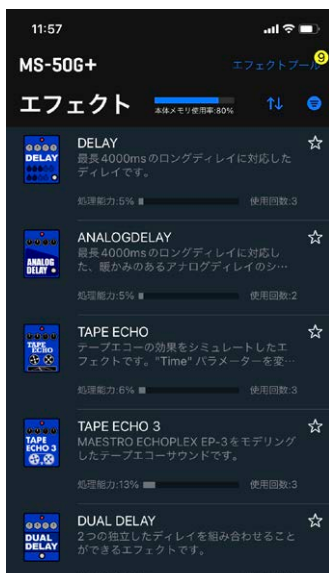 11:57
MS-50G+
エフェクトプール
9
エフェクト
本体メモリ使用率:80%
DELAY
DELAY
最長4000msのロングディレイに対応した
ディレイです。
処理能力:5%
使用回数:3
ANALOG
DELAY
ANALOGDELAY
最長4000msのロングディレイに対応し
た、暖かみのあるアナログディレイのシ…
処理能力:5%
使用回数:2
TAPE
ECHO
TAPE ECHO
テープエコーの効果をシミュレートしたエ
フェクトです。"Time" パラメーターを変…
処理能力:6%
使用回数:3
TAPE
ECHO 3
TAPE ECHO 3
MAESTRO ECHOPLEX EP-3をモデリング
したテープエコーサウンドです。
処理能力:13%
使用回数:3
DUAL
DELAY
DUAL DELAY
2つの独立したディレイを組み合わせること
ができるエフェクトです。